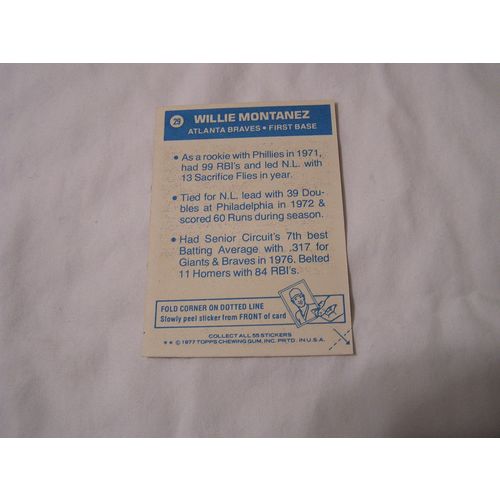 29
WILLIE MONTANEZ
ATLANTA BRAVES • FIRST BASE
• As a rookie with Phillies in 1971,
had 99 RBI's and led N.L. with
13 Sacrifice Flies in year.
• Tied for N.L. lead with 39 Dou-
bles at Philadelphia in 1972 &
scored 60 Runs during season.
• Had Senior Circuit's 7th best
Batting Average with .317 for
Giants & Braves in 1976. Belted
11 Homers with 84 RBI's.
FOLD CORNER ON DOTTED LINE
Slowly peel sticker from FRONT of card
COLLECT ALL 55 STICKERS
** © 1977 TOPPS CHEWING GUM, INC. PRTD. IN U.S.A.